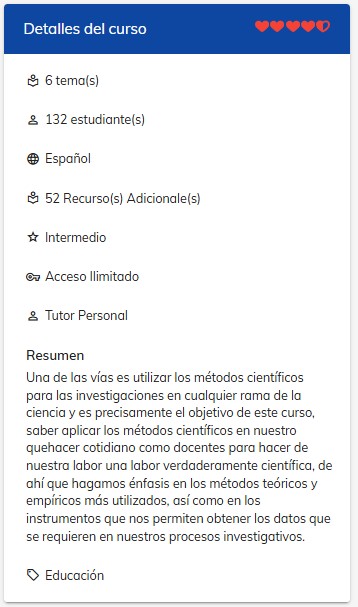 Detalles del curso
6 tema(s)
132 estudiante(s)
Español
52 Recurso(s) Adicionale(s)
Intermedio
Acceso Ilimitado
Tutor Personal
Resumen
Una de las vías es utilizar los métodos científicos
para las investigaciones en cualquier rama de la
ciencia y es precisamente el objetivo de este curso,
saber aplicar los métodos científicos en nuestro
quehacer cotidiano como docentes para hacer de
nuestra labor una labor verdaderamente científica, de
ahí que hagamos énfasis en los métodos teóricos y
empíricos más utilizados, así como en los
instrumentos que nos permiten obtener los datos que
se requieren en nuestros procesos investigativos.
Educación